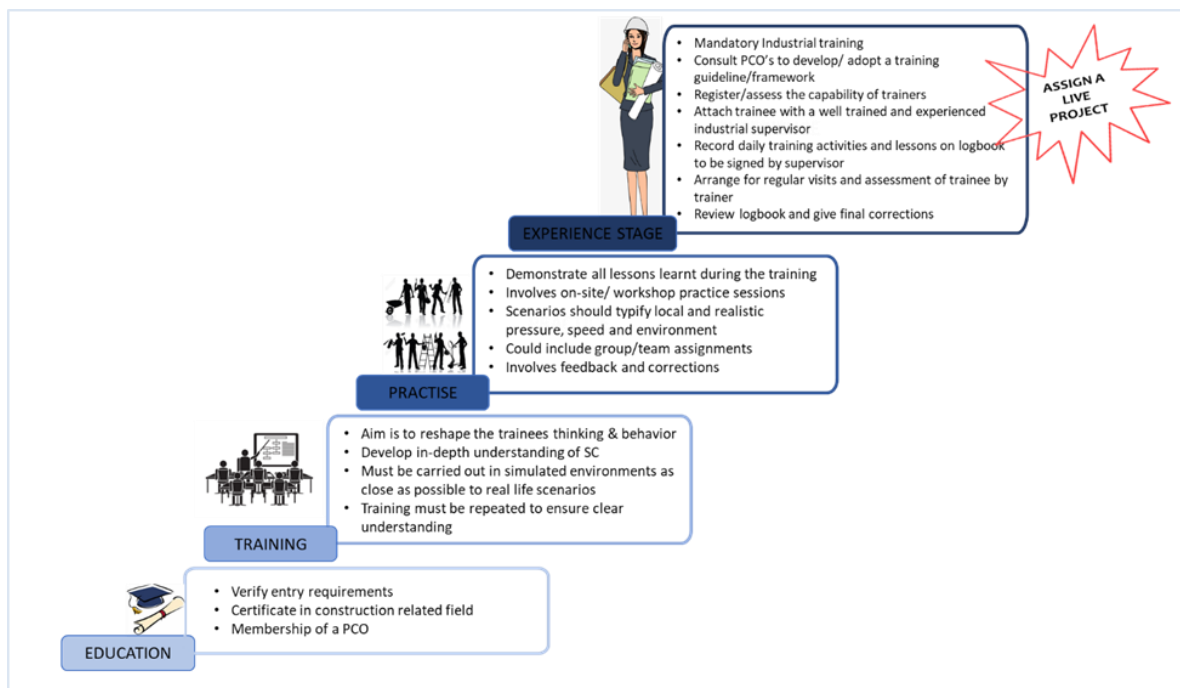 • Mandatory Industrial training
• Consult PCO's to develop/ adopt a training
guideline/framework
• Register/assess the capability of trainers
• Attach trainee with a well trained and experienced
industrial supervisor
• Record daily training activities and lessons on logbook
to be signed by supervisor
• Arrange for regular visits and assessment of trainee by
trainer
• Review logbook and give final corrections
ASSIGN A
LIVE
PROJECT
EXPERIENCE STAGE
• Demonstrate all lessons learnt during the training
• Involves on-site/ workshop practice sessions
• Scenarios should typify local and realistic
pressure, speed and environment
• Could include group/team assignments
• Involves feedback and corrections
PRACTISE
• Aim is to reshape the trainees thinking & behavior
• Develop in-depth understanding of SC
• Must be carried out in simulated environments as
close as possible to real life scenarios
• Training must be repeated to ensure clear
understanding
TRAINING
• Verify entry requirements
• Certificate in construction related field
• Membership of a PCO
EDUCATION